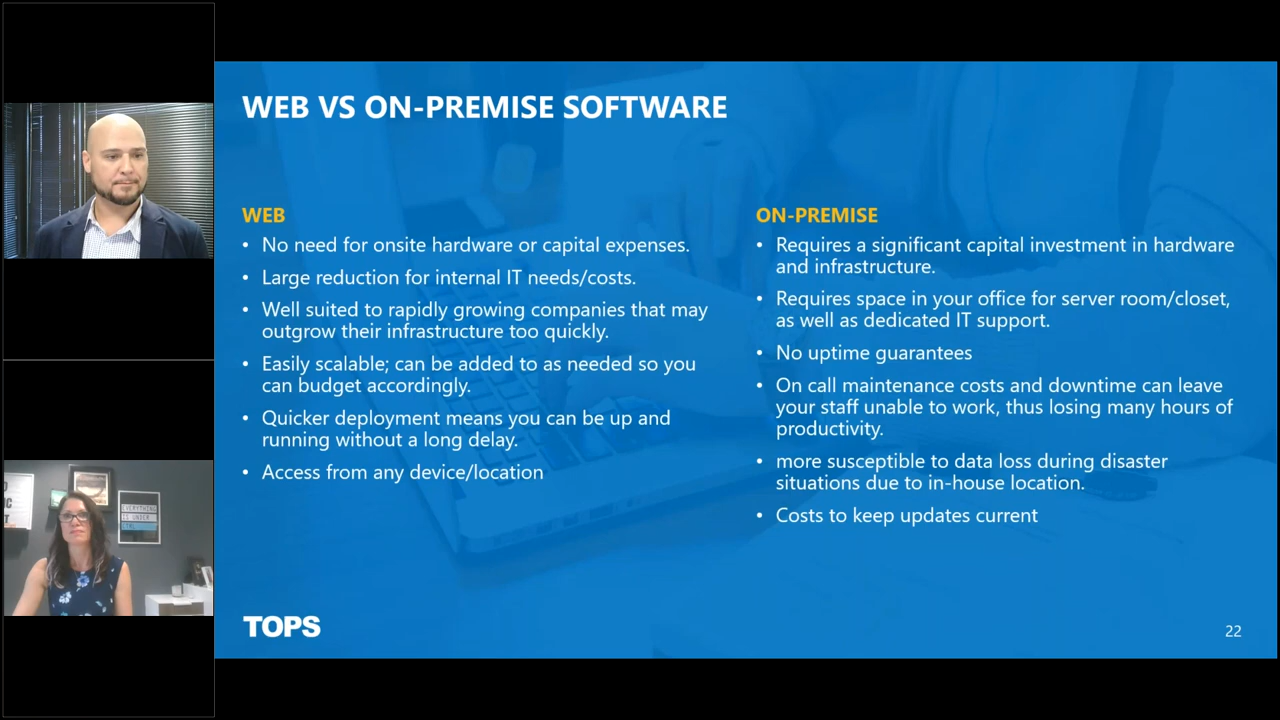 WEB VS ON-PREMISE SOFTWARE
WEB
• No need for onsite hardware or capital expenses.
• Large reduction for internal IT needs/costs.
• Well suited to rapidly growing companies that may
outgrow their infrastructure too quickly.
• Easily scalable; can be added to as needed so you
can budget accordingly.
• Quicker deployment means you can be up and
running without a long delay.
• Access from any device/location
ON-PREMISE
• Requires a significant capital investment in hardware
and infrastructure.
• Requires space in your office for server room/closet,
as well as dedicated IT support.
• No uptime guarantees
• On call maintenance costs and downtime can leave
your staff unable to work, thus losing many hours of
productivity.
• more susceptible to data loss during disaster
situations due to in-house location.
• Costs to keep updates current
TOPS
22
EVERYTHING
IS UNDER